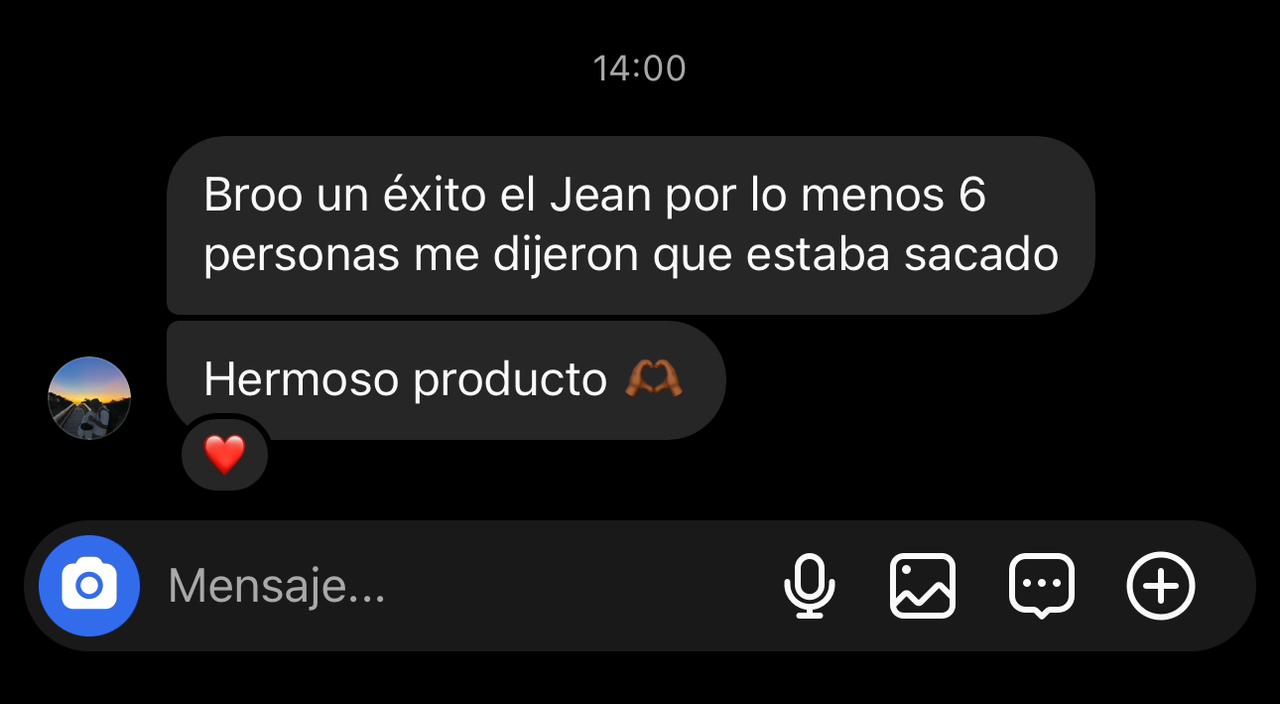 14:00
Broo un éxito el Jean por lo menos 6
personas me dijeron que estaba sacado
Hermoso producto 🫶🏾
❤️
Mensaje...